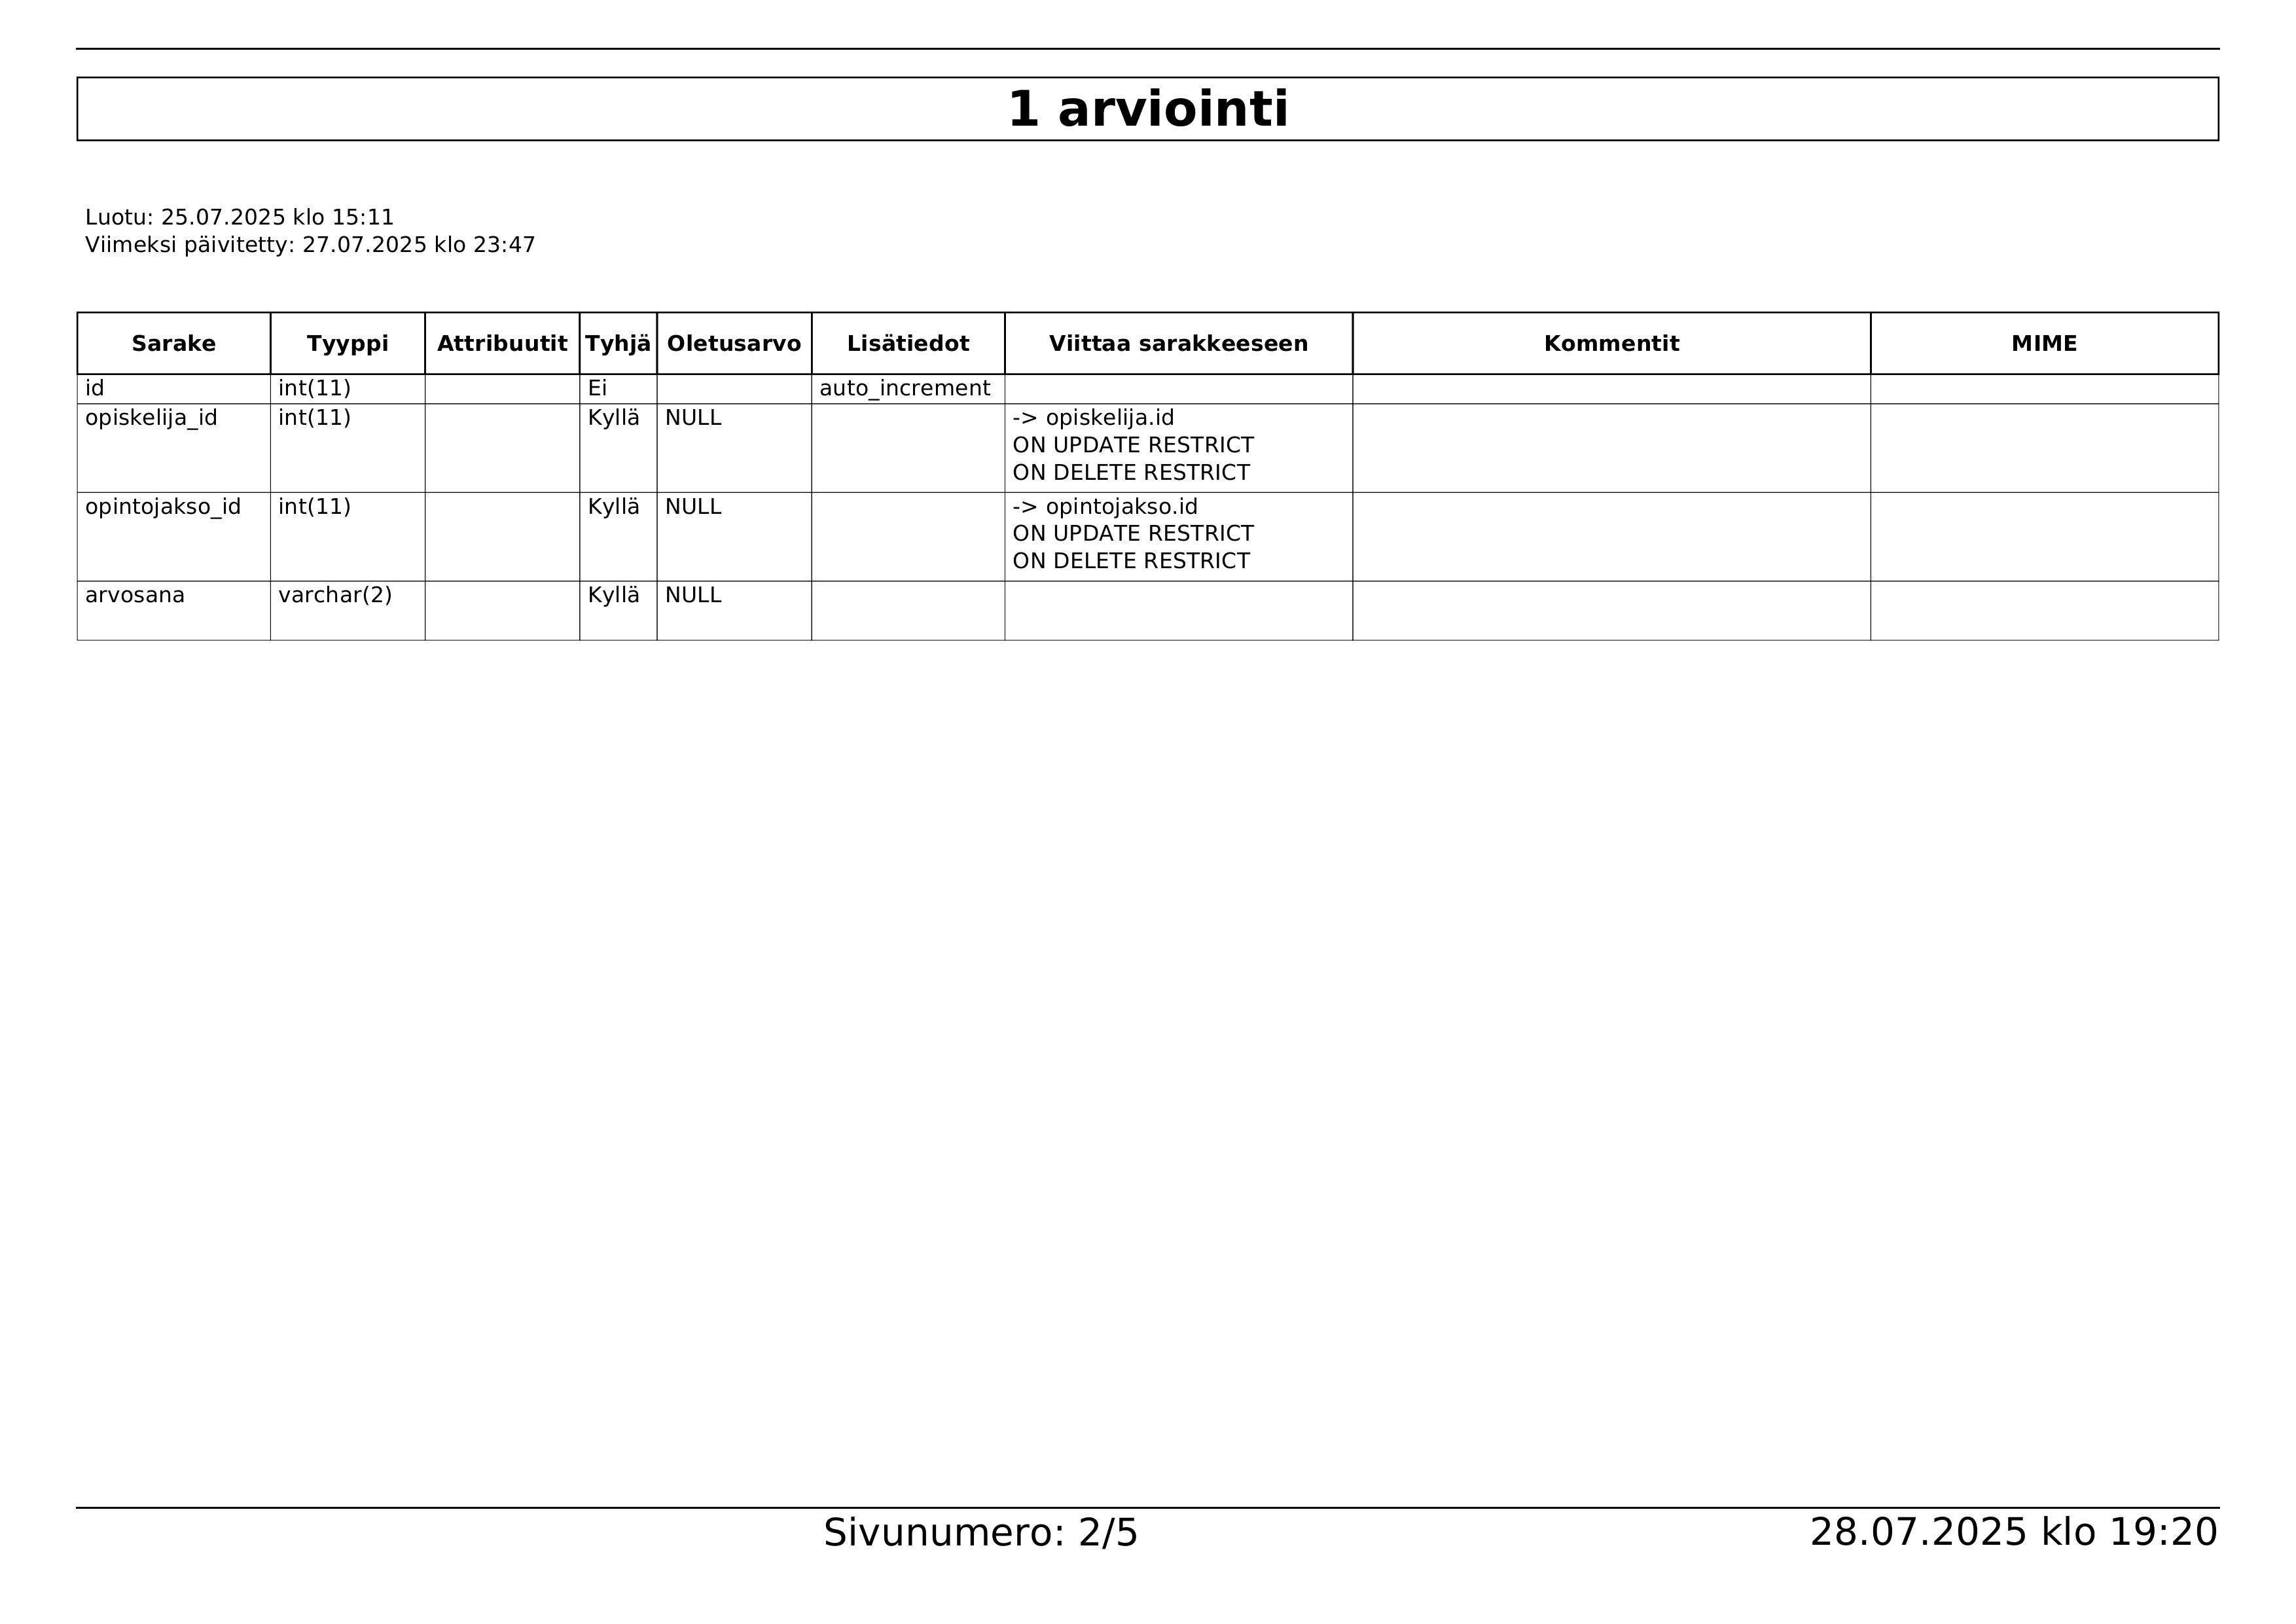 1 arviointi
Luotu: 25.07.2025 klo 15:11
Viimeksi päivitetty: 27.07.2025 klo 23:47
Sarake Tyyppi Attribuutit Tyhjä Oletusarvo Lisätiedot Viittaa sarakkeeseen Kommentit MIME
id int(11) Ei auto_increment
opiskelija_id int(11) Kyllä NULL -> opiskelija.id
ON UPDATE RESTRICT
ON DELETE RESTRICT
opintojakso_id int(11) Kyllä NULL -> opintojakso.id
ON UPDATE RESTRICT
ON DELETE RESTRICT
arvosana varchar(2) Kyllä NULL
Sivunumero: 2/5 28.07.2025 klo 19:20